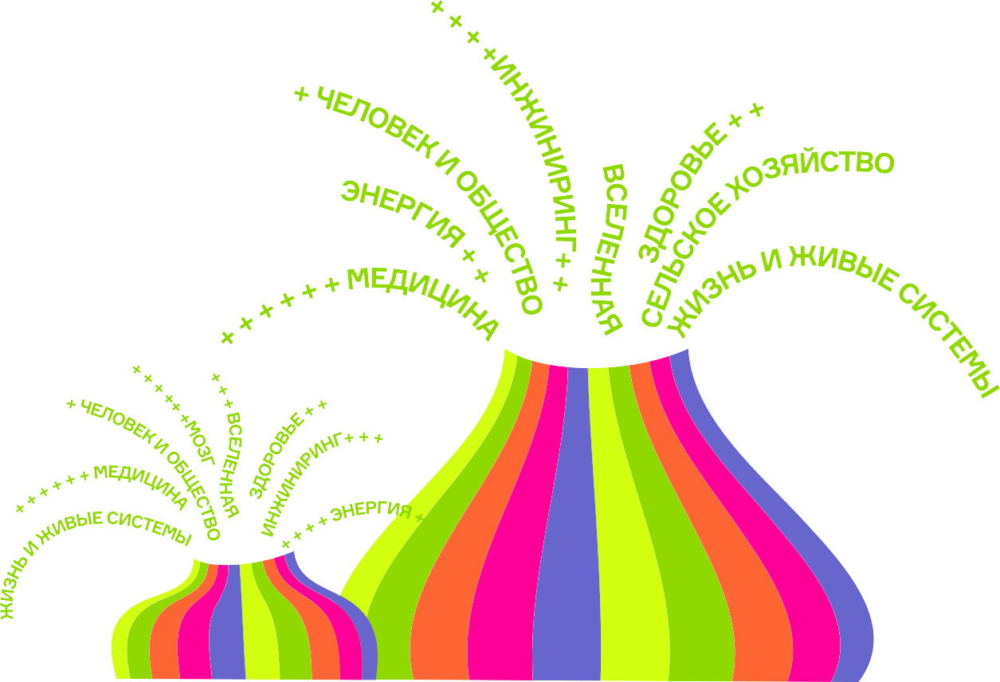 + + + +ИНЖИНИРИНГ+ +
+ ЧЕЛОВЕК И ОБЩЕСТВО
ЭНЕРГИЯ + +
+ + + + + + МЕДИЦИНА
ВСЕЛЕННАЯ
ЗДОРОВЬЕ + +
СЕЛЬСКОЕ ХОЗЯЙСТВО
ЖИЗНЬ И ЖИВЫЕ СИСТЕМЫ
+ + + + + +МОЗГ
+ + + ВСЕЛЕННАЯ
+ ЧЕЛОВЕК И ОБЩЕСТВО
ЗДОРОВЬЕ + +
ИНЖИНИРИНГ+ + +
+ + + + + + МЕДИЦИНА
+ + + + ЭНЕРГИЯ +
ЖИЗНЬ И ЖИВЫЕ СИСТЕМЫ